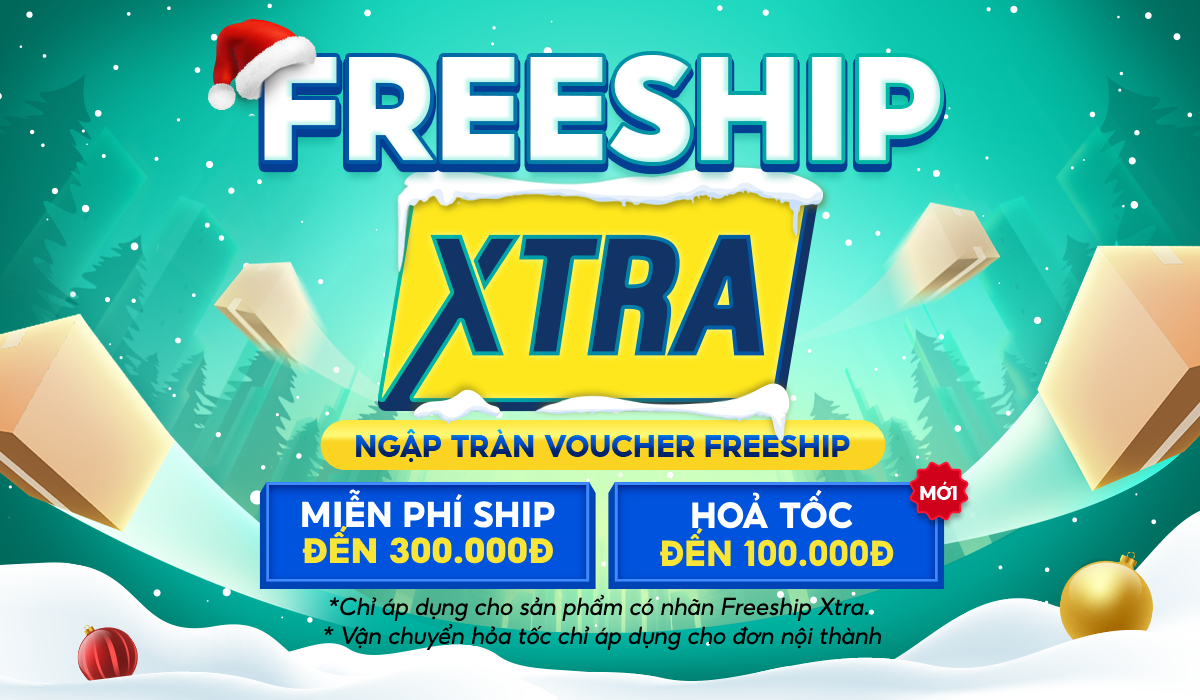 FREESHIP
XTRA
NGẬP TRÀN VOUCHER FREESHIP
MIỄN PHÍ SHIP
ĐẾN 300.000Đ
MỚI
HOẢ TỐC
ĐẾN 100.000Đ
*Chỉ áp dụng cho sản phẩm có nhãn Freeship Xtra.
* Vận chuyển hỏa tốc chỉ áp dụng cho đơn nội thành